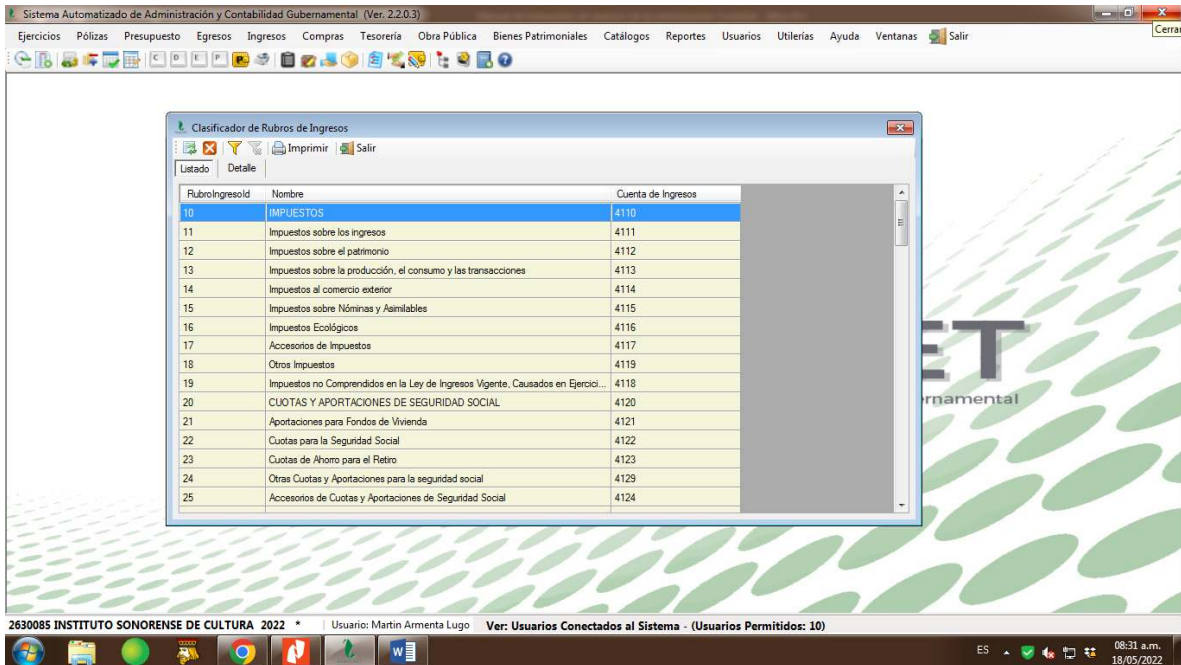 Sistema Automatizado de Administración y Contabilidad Gubernamental (Ver. 2.2.0.3)
Ejercicios Pólizas Presupuesto Egresos Ingresos Compras Tesorería Obra Pública Bienes Patrimoniales Catálogos Reportes Usuarios Utilerías Ayuda Ventanas Salir
Cerrar
C D E P P
Clasificador de Rubros de Ingresos
Imprimir Salir
Listado Detalle
RubroIngresoId Nombre Cuenta de Ingresos
10 IMPUESTOS 4110
11 Impuestos sobre los ingresos 4111
12 Impuestos sobre el patrimonio 4112
13 Impuestos sobre la producción, el consumo y las transacciones 4113
14 Impuestos al comercio exterior 4114
15 Impuestos sobre Nóminas y Asimilables 4115
16 Impuestos Ecológicos 4116
17 Accesorios de Impuestos 4117
18 Otros Impuestos 4119
19 Impuestos no Comprendidos en la Ley de Ingresos Vigente, Causados en Ejercici... 4118
20 CUOTAS Y APORTACIONES DE SEGURIDAD SOCIAL 4120
21 Aportaciones para Fondos de Vivienda 4121
22 Cuotas para la Seguridad Social 4122
23 Cuotas de Ahorro para el Retiro 4123
24 Otras Cuotas y Aportaciones para la seguridad social 4129
25 Accesorios de Cuotas y Aportaciones de Seguridad Social 4124
ET
rnamental
2630085 INSTITUTO SONORENSE DE CULTURA 2022 * Usuario: Martin Armenta Lugo Ver: Usuarios Conectados al Sistema - (Usuarios Permitidos: 10)
ES 08:31 a.m.
18/05/2022